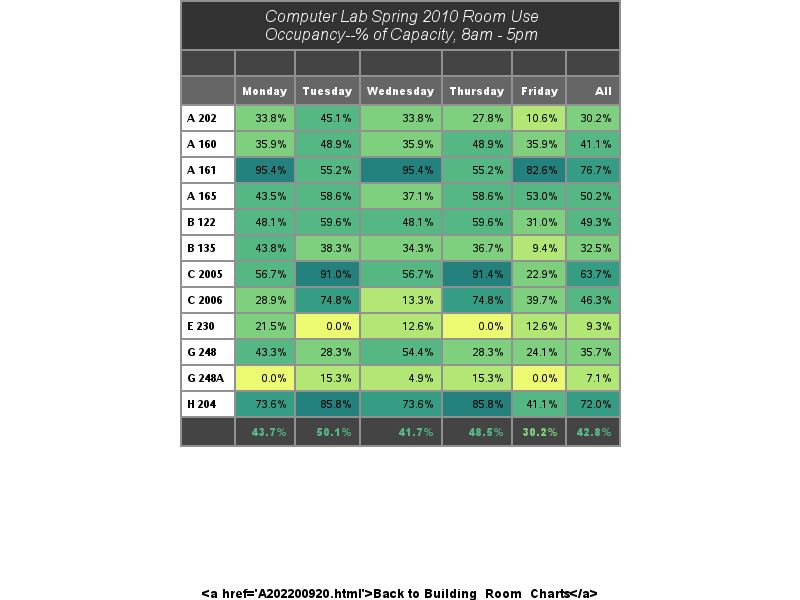 Computer Lab Spring 2010 Room Use
Occupancy--% of Capacity, 8am - 5pm
Monday Tuesday Wednesday Thursday Friday All
A 202 33.8% 45.1% 33.8% 27.8% 10.6% 30.2%
A 160 35.9% 48.9% 35.9% 48.9% 35.9% 41.1%
A 161 95.4% 55.2% 95.4% 55.2% 82.6% 76.7%
A 165 43.5% 58.6% 37.1% 58.6% 53.0% 50.2%
B 122 48.1% 59.6% 48.1% 59.6% 31.0% 49.3%
B 135 43.8% 38.3% 34.3% 36.7% 9.4% 32.5%
C 2005 56.7% 91.0% 56.7% 91.4% 22.9% 63.7%
C 2006 28.9% 74.8% 13.3% 74.8% 39.7% 46.3%
E 230 21.5% 0.0% 12.6% 0.0% 12.6% 9.3%
G 248 43.3% 28.3% 54.4% 28.3% 24.1% 35.7%
G 248A 0.0% 15.3% 4.9% 15.3% 0.0% 7.1%
H 204 73.6% 85.8% 73.6% 85.8% 41.1% 72.0%
43.7% 50.1% 41.7% 48.5% 30.2% 42.8%
<a href='A202200920.html'>Back to Building_Room_Charts</a>